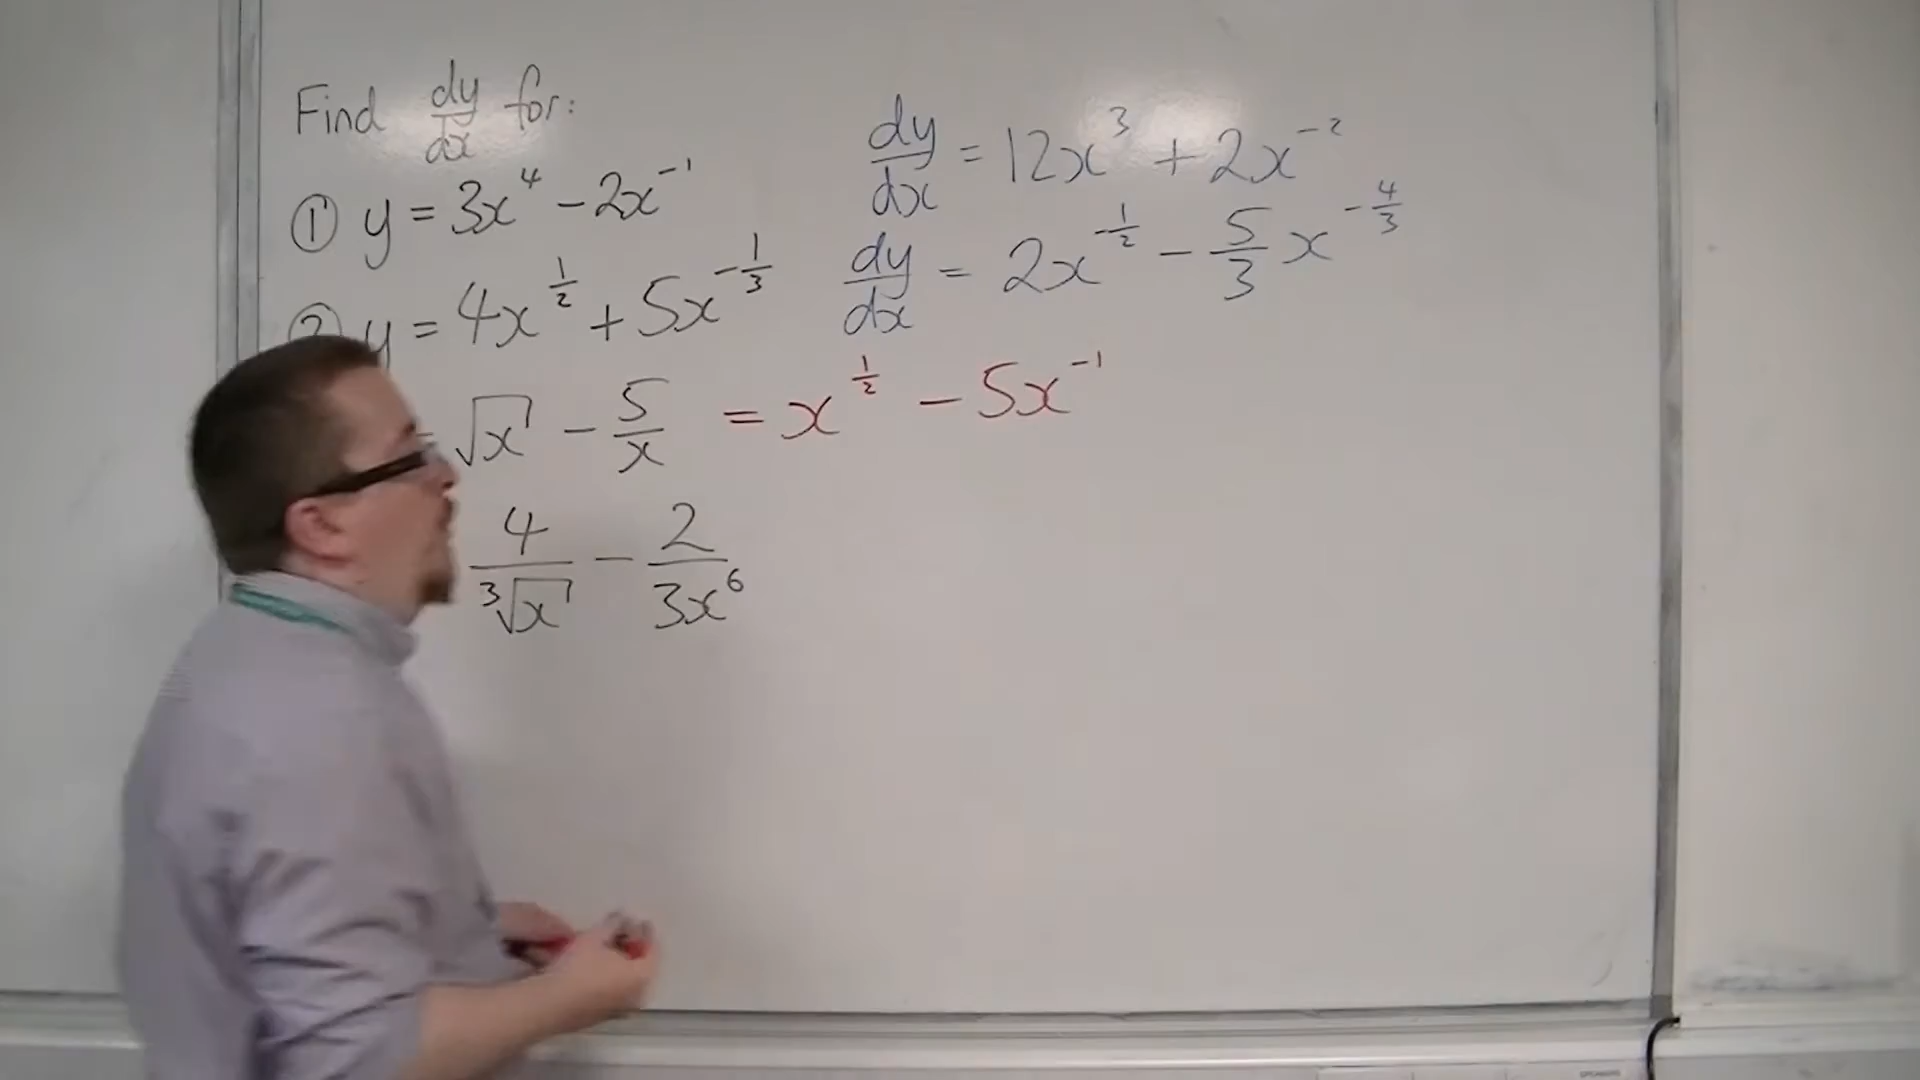 Find dy/dx for:
① y = 3x⁴ - 2x⁻¹
dy/dx = 12x³ + 2x⁻²
② y = 4x^½ + 5x^-⅓
dy/dx = 2x^-½ - 5/3 x^-4/3
√x - 5/x = x^½ - 5x⁻¹
4/∛x - 2/3x⁶